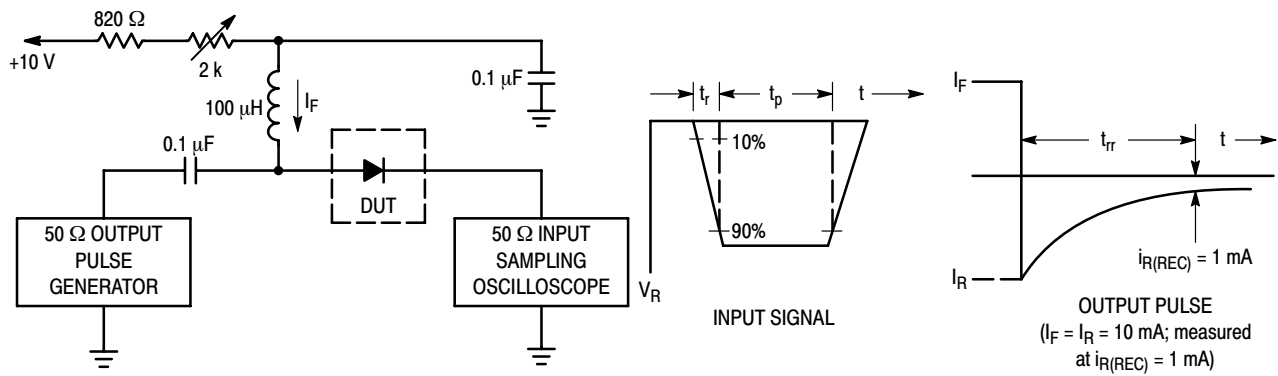 820 Ω
+10 V
2 k
100 μH
I_F
0.1 μF
0.1 μF
DUT
50 Ω OUTPUT
PULSE
GENERATOR
50 Ω INPUT
SAMPLING
OSCILLOSCOPE
t_r
t_p
t
10%
90%
V_R
INPUT SIGNAL
I_F
t_rr
t
I_R
i_R(REC) = 1 mA
OUTPUT PULSE
(I_F = I_R = 10 mA; measured
at i_R(REC) = 1 mA)